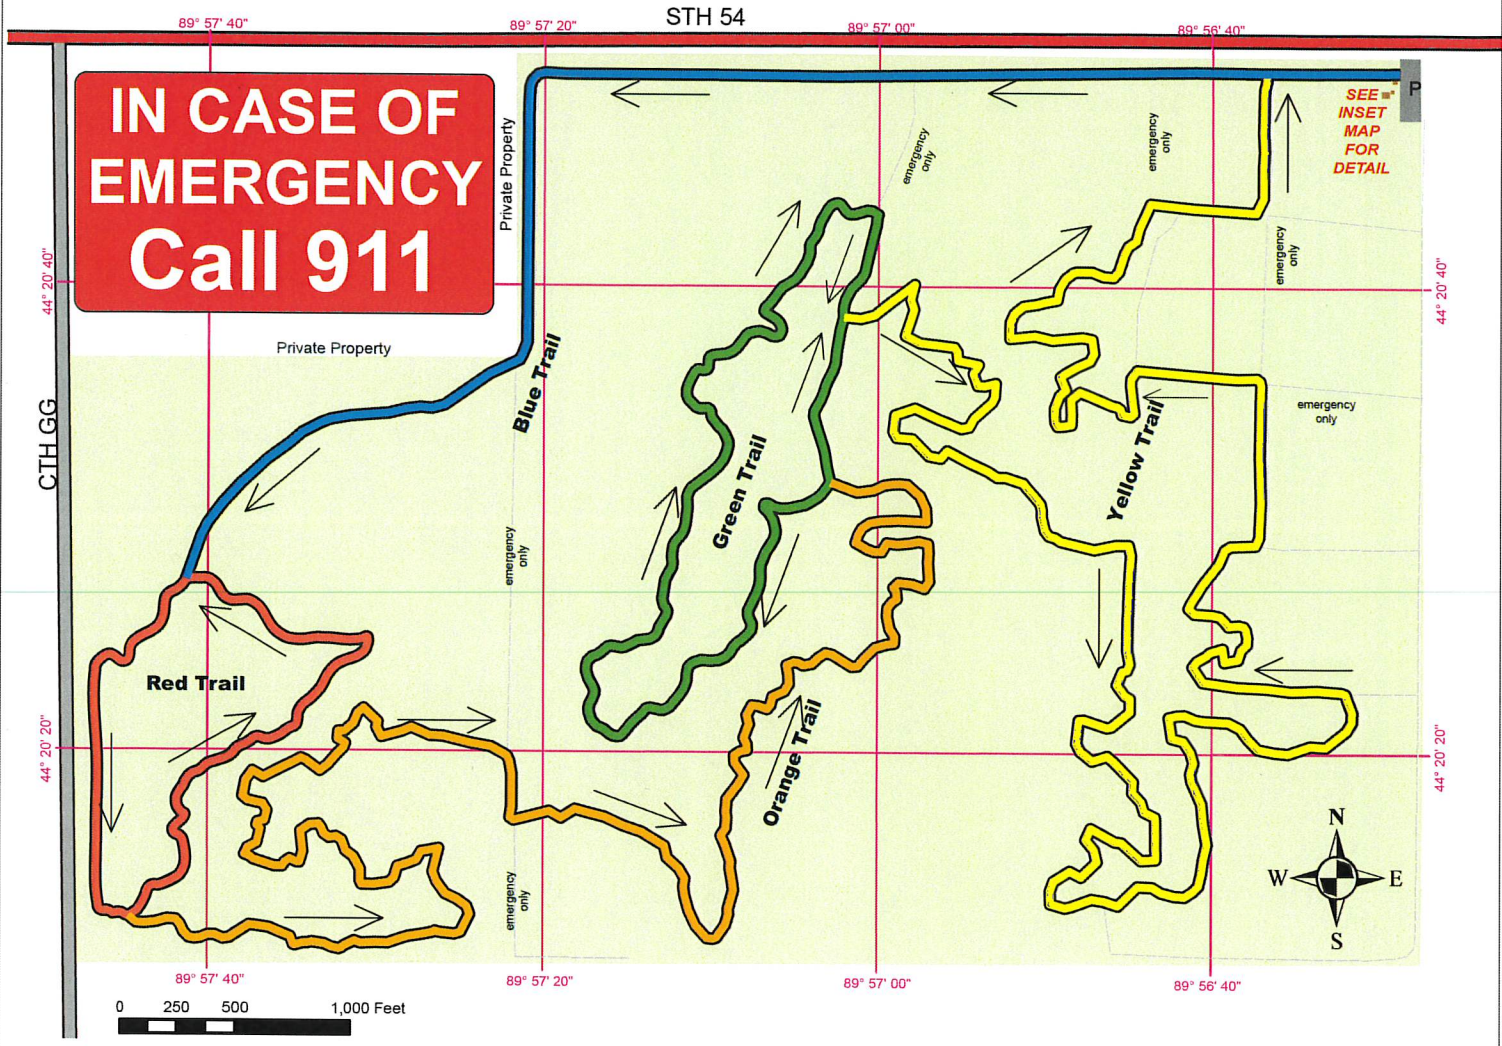 STH 54
89° 57' 40"
89° 57' 20"
89° 57' 00"
89° 56' 40"
IN CASE OF
EMERGENCY
Call 911
Private Property
P
SEE
INSET
MAP
FOR
DETAIL
emergency
only
emergency
only
emergency
only
44° 20' 40"
44° 20' 40"
Private Property
Blue Trail
CTH GG
emergency
only
Green Trail
Yellow Trail
emergency
only
Red Trail
44° 20' 20"
44° 20' 20"
Orange Trail
emergency
only
N
W
E
S
89° 57' 40"
89° 57' 20"
89° 57' 00"
89° 56' 40"
0
250
500
1,000 Feet